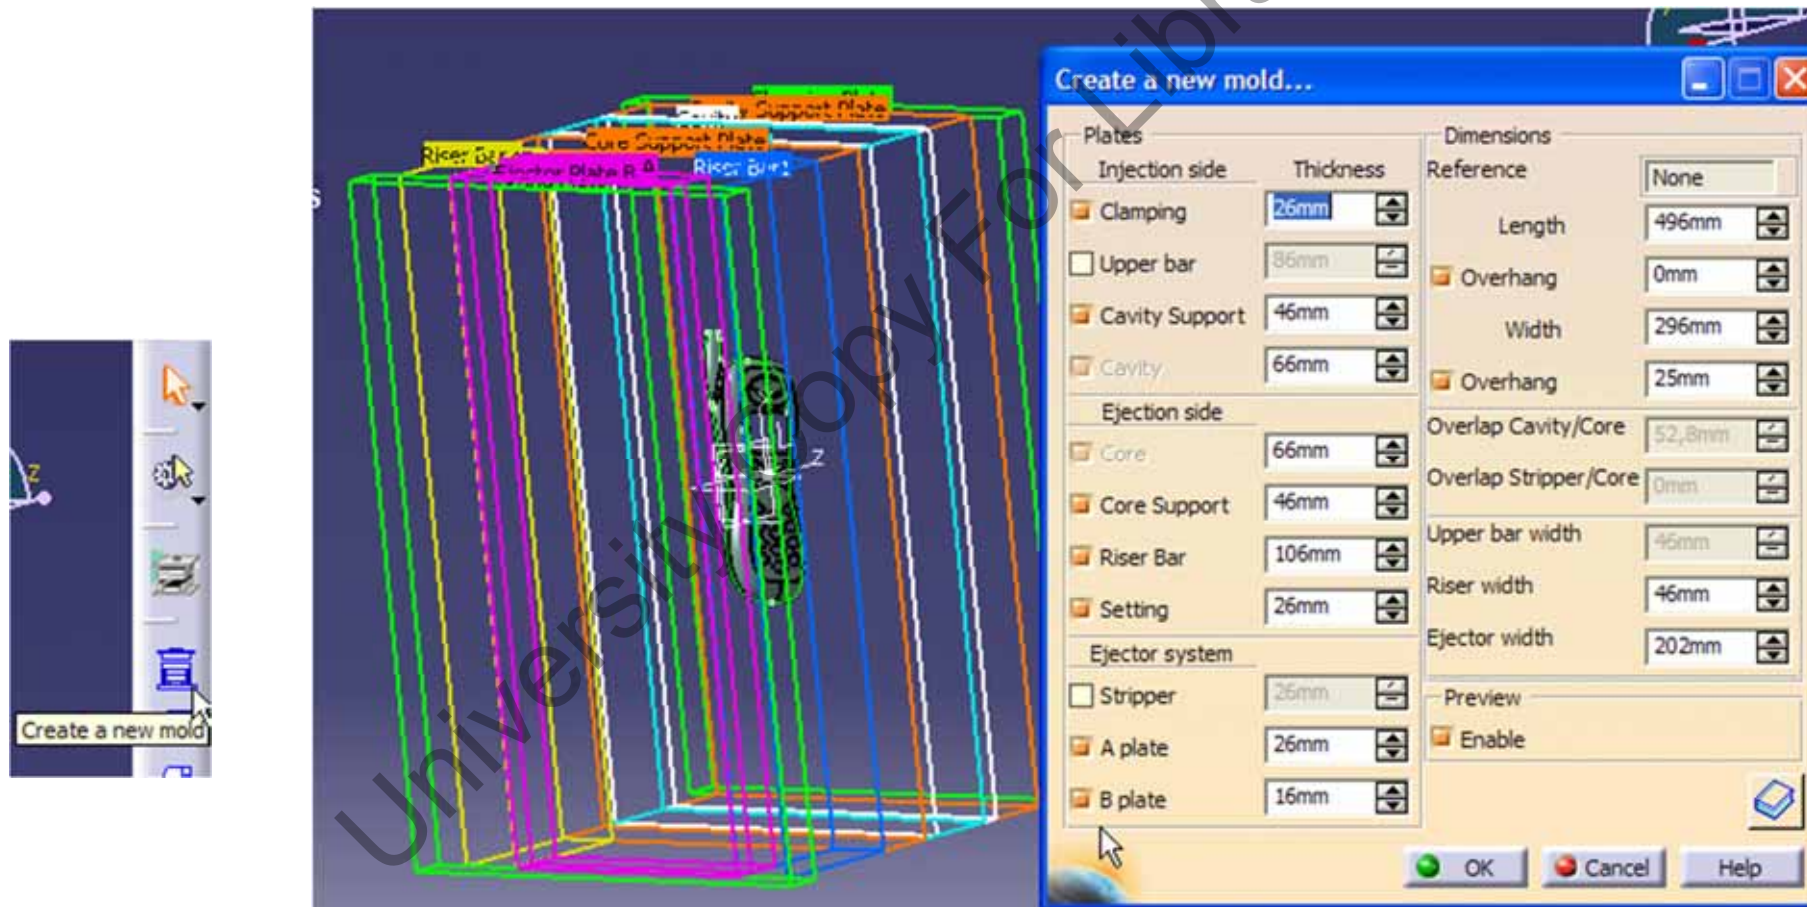 Create a new mold
Z
Support Plate
Core Support Plate
Riser Bar
Ejector Plate B
Riser Bar1
s
Z
Create a new mold...
Plates
Injection side Thickness
Clamping 26mm
Upper bar 86mm
Cavity Support 46mm
Cavity 66mm
Ejection side
Core 66mm
Core Support 46mm
Riser Bar 106mm
Setting 26mm
Ejector system
Stripper 26mm
A plate 26mm
B plate 16mm
Dimensions
Reference None
Length 496mm
Overhang 0mm
Width 296mm
Overhang 25mm
Overlap Cavity/Core 52,8mm
Overlap Stripper/Core 0mm
Upper bar width 46mm
Riser width 46mm
Ejector width 202mm
Preview
Enable
OK Cancel Help
University Copy For Libr